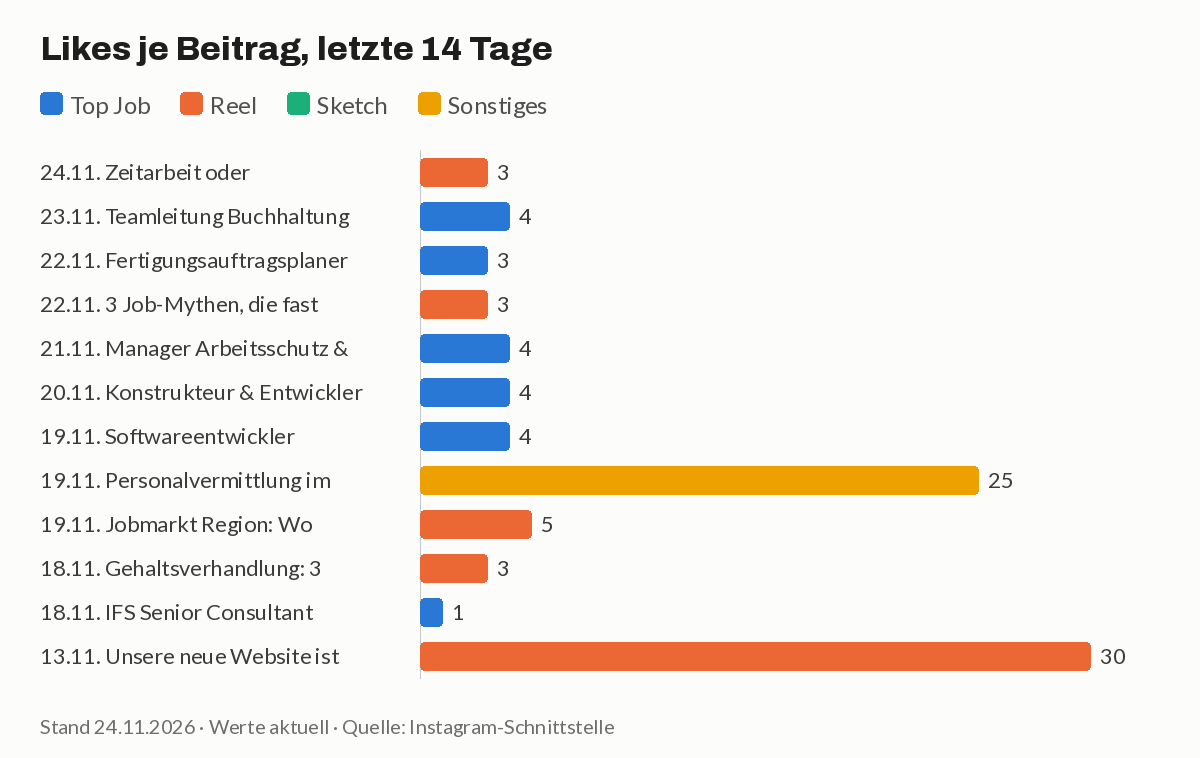 Likes je Beitrag, letzte 14 Tage
Top Job Reel Sketch Sonstiges
24.11. Zeitarbeit oder 3
23.11. Teamleitung Buchhaltung 4
22.11. Fertigungsauftragsplaner 3
22.11. 3 Job-Mythen, die fast 3
21.11. Manager Arbeitsschutz & 4
20.11. Konstrukteur & Entwickler 4
19.11. Softwareentwickler 4
19.11. Personalvermittlung im 25
19.11. Jobmarkt Region: Wo 5
18.11. Gehaltsverhandlung: 3 3
18.11. IFS Senior Consultant 1
13.11. Unsere neue Website ist 30
Stand 24.11.2026 · Werte aktuell · Quelle: Instagram-Schnittstelle